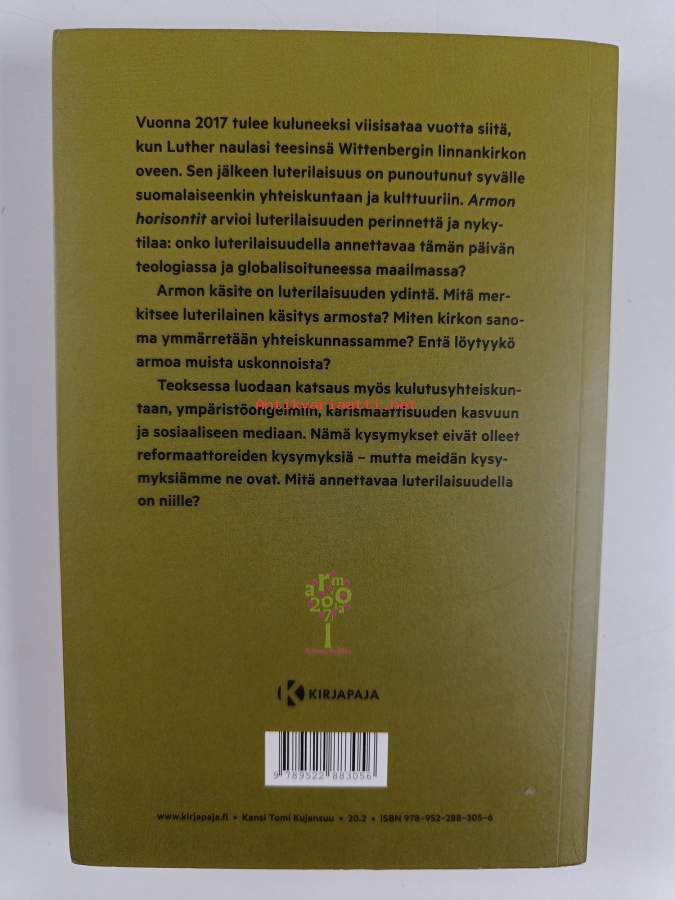 Vuonna 2017 tulee kuluneeksi viisisataa vuotta siitä,
kun Luther naulasi teesinsä Wittenbergin linnankirkon
oveen. Sen jälkeen luterilaisuus on punoutunut syvälle
suomalaiseenkin yhteiskuntaan ja kulttuuriin. Armon
horisontit arvioi luterilaisuuden perinnettä ja nyky-
tilaa: onko luterilaisuudella annettavaa tämän päivän
teologiassa ja globalisoituneessa maailmassa?
Armon käsite on luterilaisuuden ydintä. Mitä mer-
kitsee luterilainen käsitys armosta? Miten kirkon sano-
ma ymmärretään yhteiskunnassamme? Entä löytyykö
armoa muista uskonnoista?
Teoksessa luodaan katsaus myös kulutusyhteiskun-
Antikvariaatti.net
taan, ympäristöongelmiin, karismaattisuuden kasvuun
ja sosiaaliseen mediaan. Nämä kysymykset eivät olleet
reformaattoreiden kysymyksiä – mutta meidän kysy-
myksiämme ne ovat. Mitä annettavaa luterilaisuudella
on niille?
armoa
2017
KIRJAPAJA
9 789522 883056
www.kirjapaja.fi • Kansi Tomi Kujansuu • 20.2 • ISBN 978-952-288-305-6